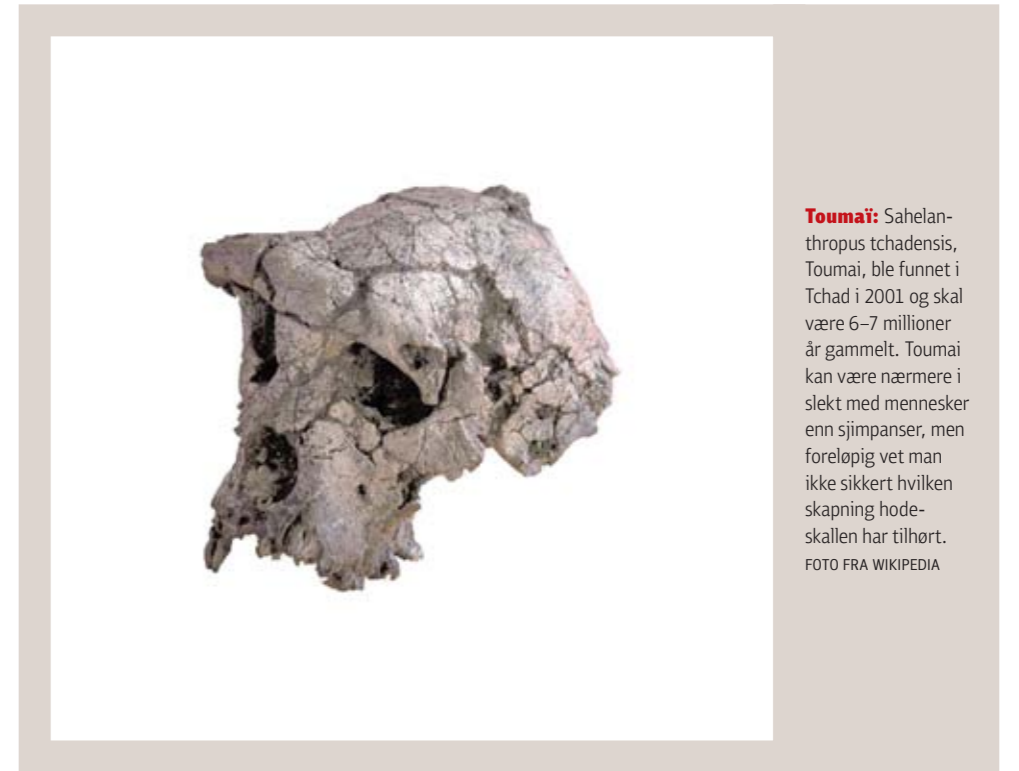 Toumaï: Sahelan-
thropus tchadensis,
Toumai, ble funnet i
Tchad i 2001 og skal
være 6–7 millioner
år gammelt. Toumai
kan være nærmere i
slekt med mennesker
enn sjimpanser, men
foreløpig vet man
ikke sikkert hvilken
skapning hode-
skallen har tilhørt.
FOTO FRA WIKIPEDIA